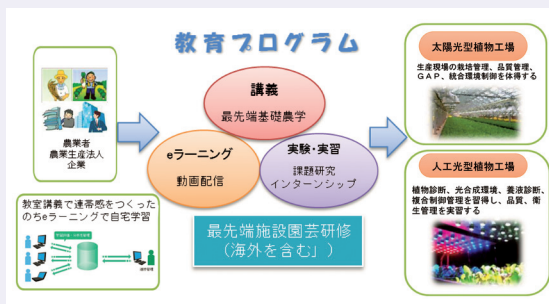 教育プログラム
農業者
農業生産法人
企業
教室講義で連帯感をつくった
のちeラーニングで自宅学習
講義
最先端基礎農学
eラーニング
動画配信
実験・実習
課題研究
インターンシップ
最先端施設園芸研修
(海外を含む」)
太陽光型植物工場
生産現場の栽培管理、品質管理、
GAP、統合環境制御を体得する
人工光型植物工場
植物診断、光合成環境、養液診断、
複合制御管理を習得し、品質、衛
生管理を実習する